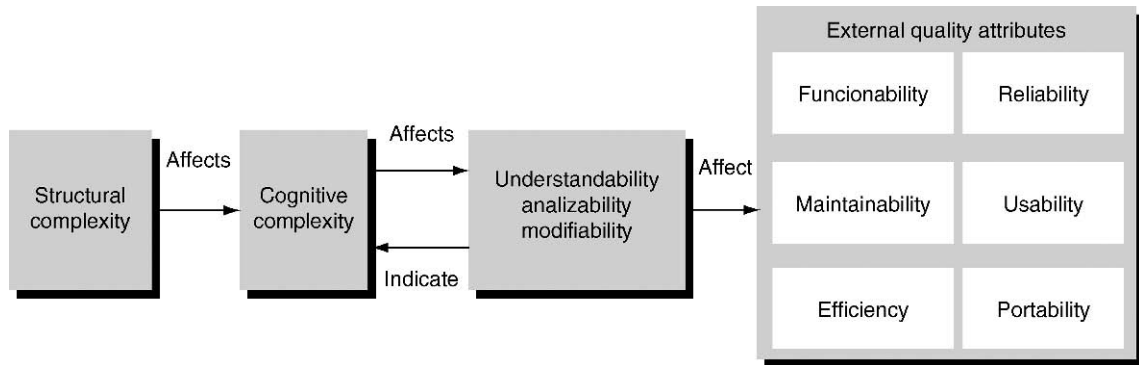 Structural
complexity
Affects
Cognitive
complexity
Affects
Indicate
Understandability
analizability
modifiability
Affect
External quality attributes
Funcionability
Reliability
Maintainability
Usability
Efficiency
Portability